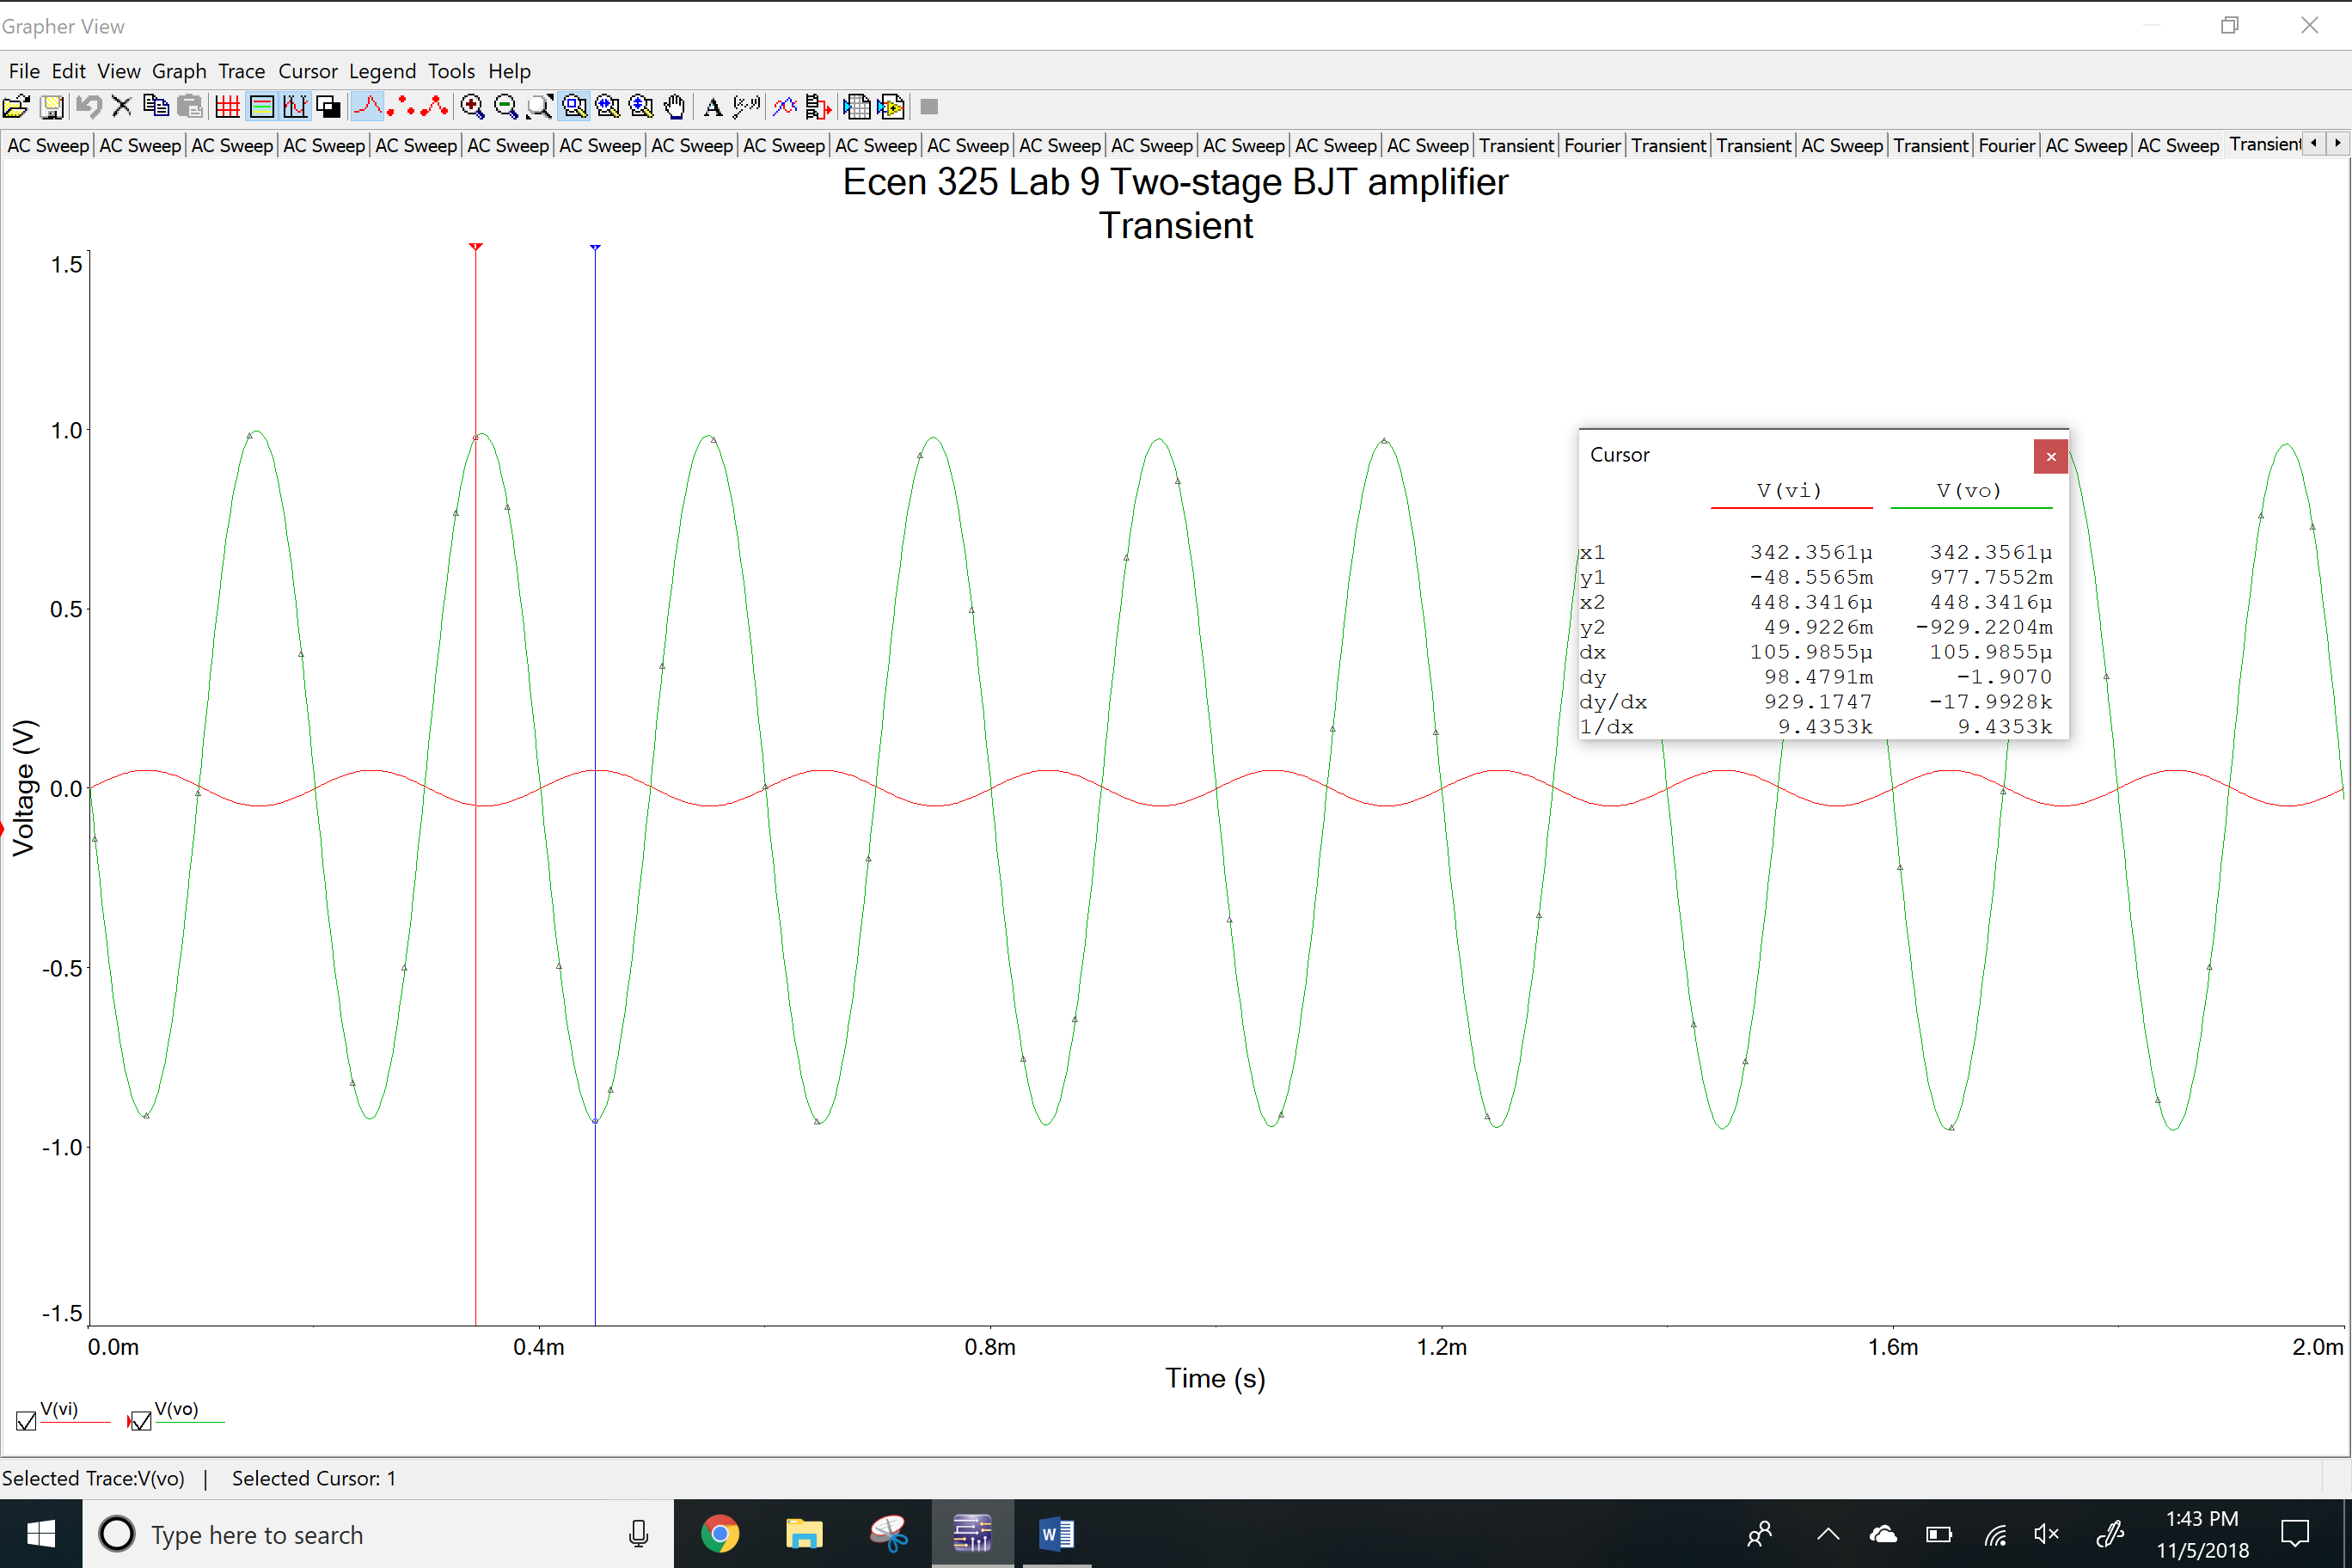 Grapher View
File Edit View Graph Trace Cursor Legend Tools Help
AC Sweep AC Sweep AC Sweep AC Sweep AC Sweep AC Sweep AC Sweep AC Sweep AC Sweep AC Sweep AC Sweep AC Sweep AC Sweep AC Sweep AC Sweep AC Sweep Transient Fourier Transient Transient AC Sweep Transient Fourier AC Sweep AC Sweep Transient
Ecen 325 Lab 9 Two-stage BJT amplifier
Transient
1.5
1.0
0.5
0.0
-0.5
-1.0
-1.5
Voltage (V)
Cursor
V(vi) V(vo)
x1 342.3561µ 342.3561µ
y1 -48.5565m 977.7552m
x2 448.3416µ 448.3416µ
y2 49.9226m -929.2204m
dx 105.9855µ 105.9855µ
dy 98.4791m -1.9070
dy/dx 929.1747 -17.9928k
1/dx 9.4353k 9.4353k
0.0m 0.4m 0.8m 1.2m 1.6m 2.0m
Time (s)
V(vi) V(vo)
Selected Trace:V(vo) | Selected Cursor: 1
Type here to search
1:43 PM
11/5/2018